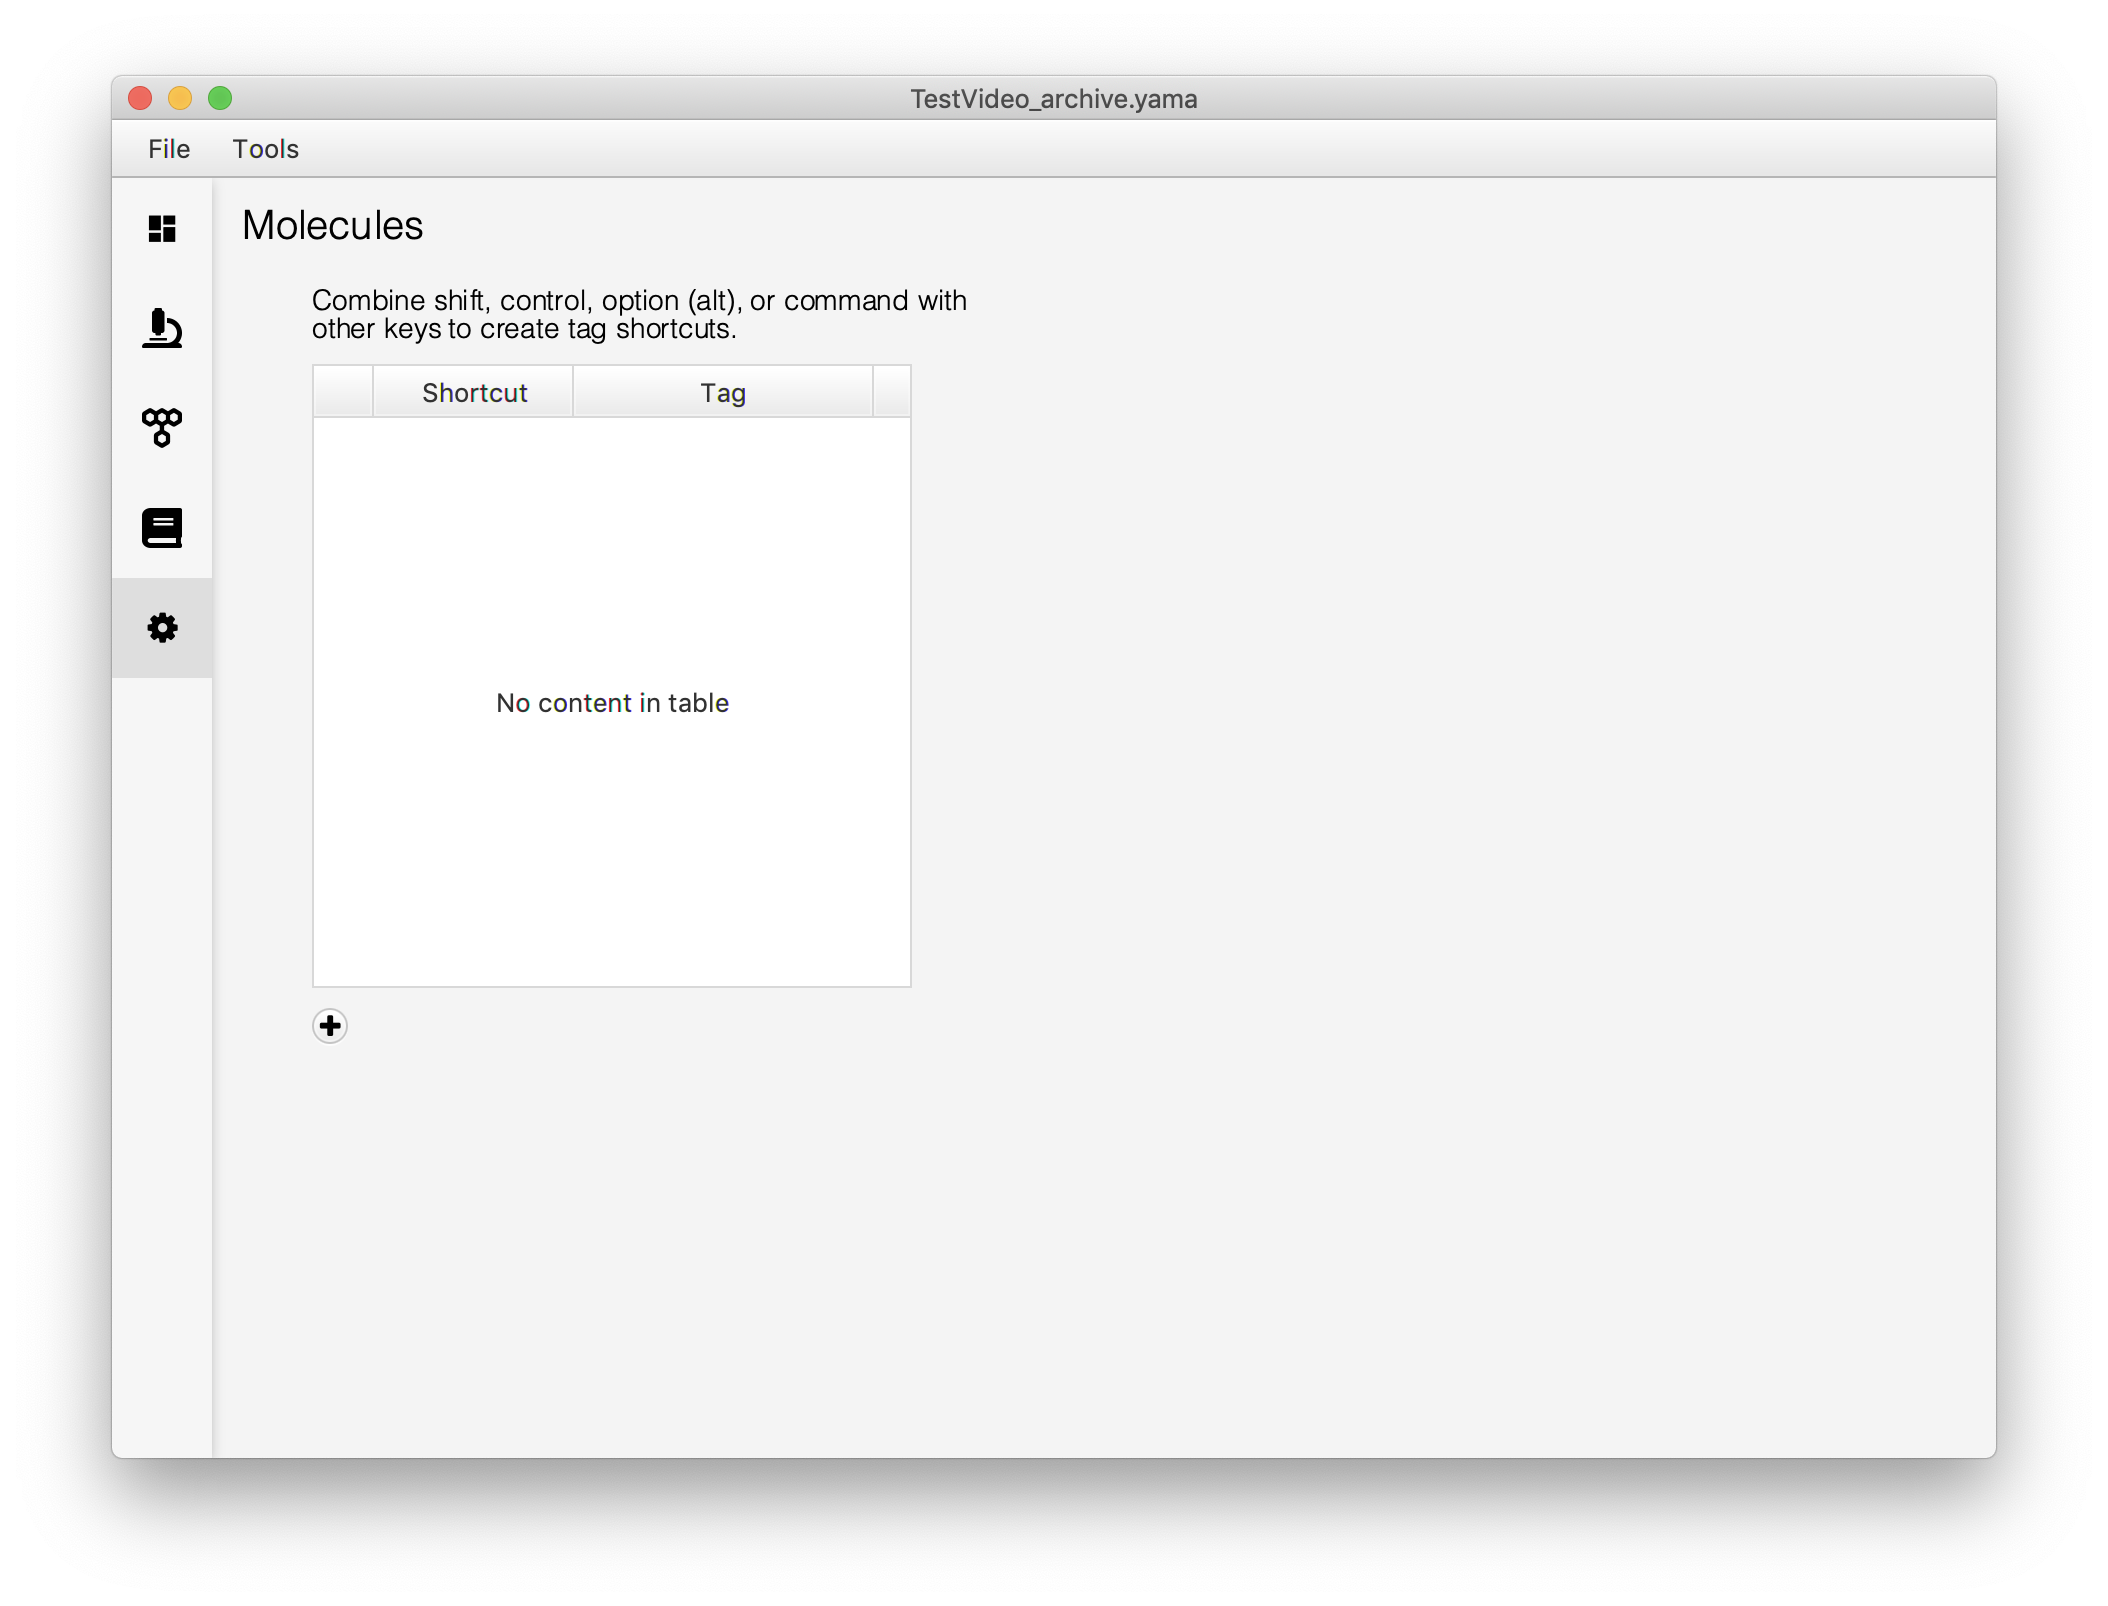 TestVideo_archive.yama
File Tools
Molecules
Combine shift, control, option (alt), or command with
other keys to create tag shortcuts.
Shortcut Tag
No content in table